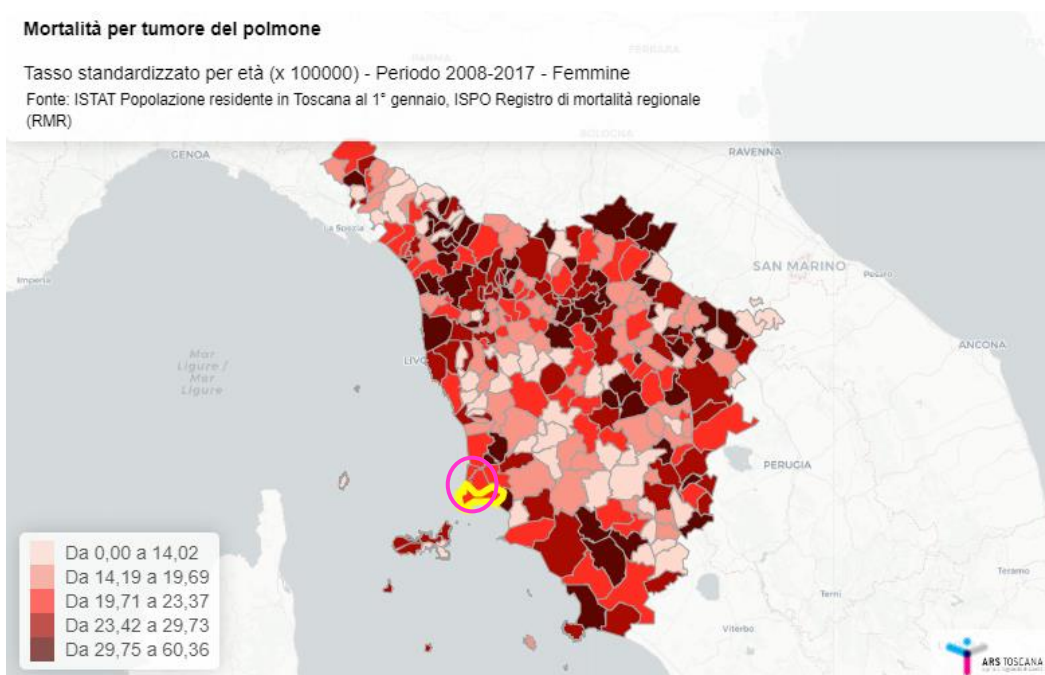 Mortalità per tumore del polmone
Tasso standardizzato per età (x 100000) - Periodo 2008-2017 - Femmine
Fonte: ISTAT Popolazione residente in Toscana al 1° gennaio, ISPO Registro di mortalità regionale
(RMR)
PARMA
FERRARA
BOLOGNA
GENOA
RAVENNA
La Spezia
SAN MARINO
Pesaro
Imperia
ANCONA
Mar
Ligure /
Mar
Ligure
LIVO
PERUGIA
Teramo
Terni
Viterbo
Da 0,00 a 14,02
Da 14,19 a 19,69
Da 19,71 a 23,37
Da 23,42 a 29,73
Da 29,75 a 60,36
ARS TOSCANA